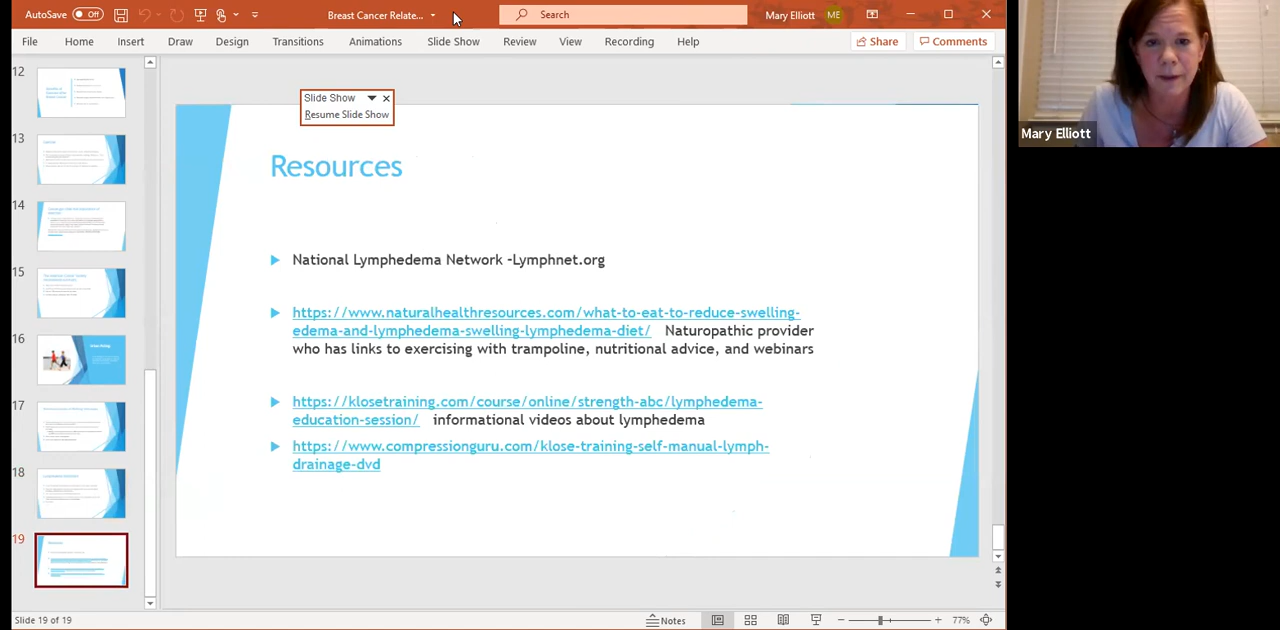 AutoSave Off
Breast Cancer Relate...
Search
Mary Elliott ME
File Home Insert Draw Design Transitions Animations Slide Show Review View Recording Help
Share Comments
12
13
14
15
16
17
18
19
Slide Show
Resume Slide Show
Resources
National Lymphedema Network -Lymphnet.org
https://www.naturalhealthresources.com/what-to-eat-to-reduce-swelling-
edema-and-lymphedema-swelling-lymphedema-diet/ Naturopathic provider
who has links to exercising with trampoline, nutritional advice, and webinars
https://klosetraining.com/course/online/strength-abc/lymphedema-
education-session/ informational videos about lymphedema
https://www.compressionguru.com/klose-training-self-manual-lymph-
drainage-dvd
Mary Elliott
Slide 19 of 19
Notes
77%